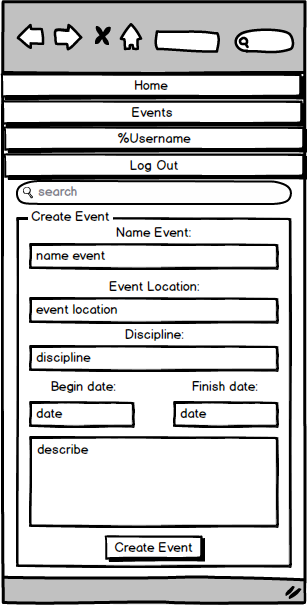 Home
Events
%Username
Log Out
search
Create Event
Name Event:
name event
Event Location:
event location
Discipline:
discipline
Begin date: Finish date:
date date
describe
Create Event